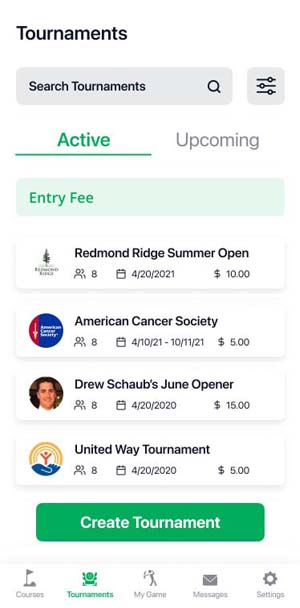 Tournaments
Search Tournaments
Active Upcoming
Entry Fee
Redmond Ridge Summer Open
REDMOND
RIDGE
8 4/20/2021 $ 10.00
American Cancer Society
American
Cancer
Society
8 4/10/21 - 10/11/21 $ 5.00
Drew Schaub's June Opener
8 4/20/2020 $ 15.00
United Way Tournament
8 4/20/2020 $ 5.00
Create Tournament
Courses Tournaments My Game Messages Settings